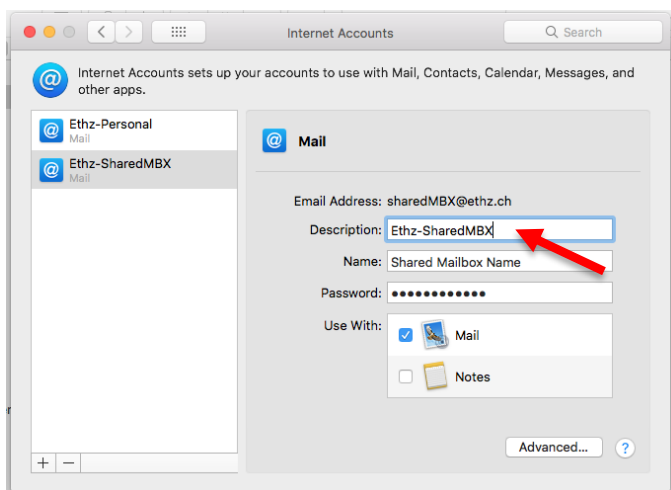 Internet Accounts
Search
Internet Accounts sets up your accounts to use with Mail, Contacts, Calendar, Messages, and
other apps.
Ethz-Personal
Mail
Ethz-SharedMBX
Mail
@ Mail
Email Address: sharedMBX@ethz.ch
Description: Ethz-SharedMBX
Name: Shared Mailbox Name
Password: ••••••••••••
Use With: Mail
Notes
Advanced... ?
+ −